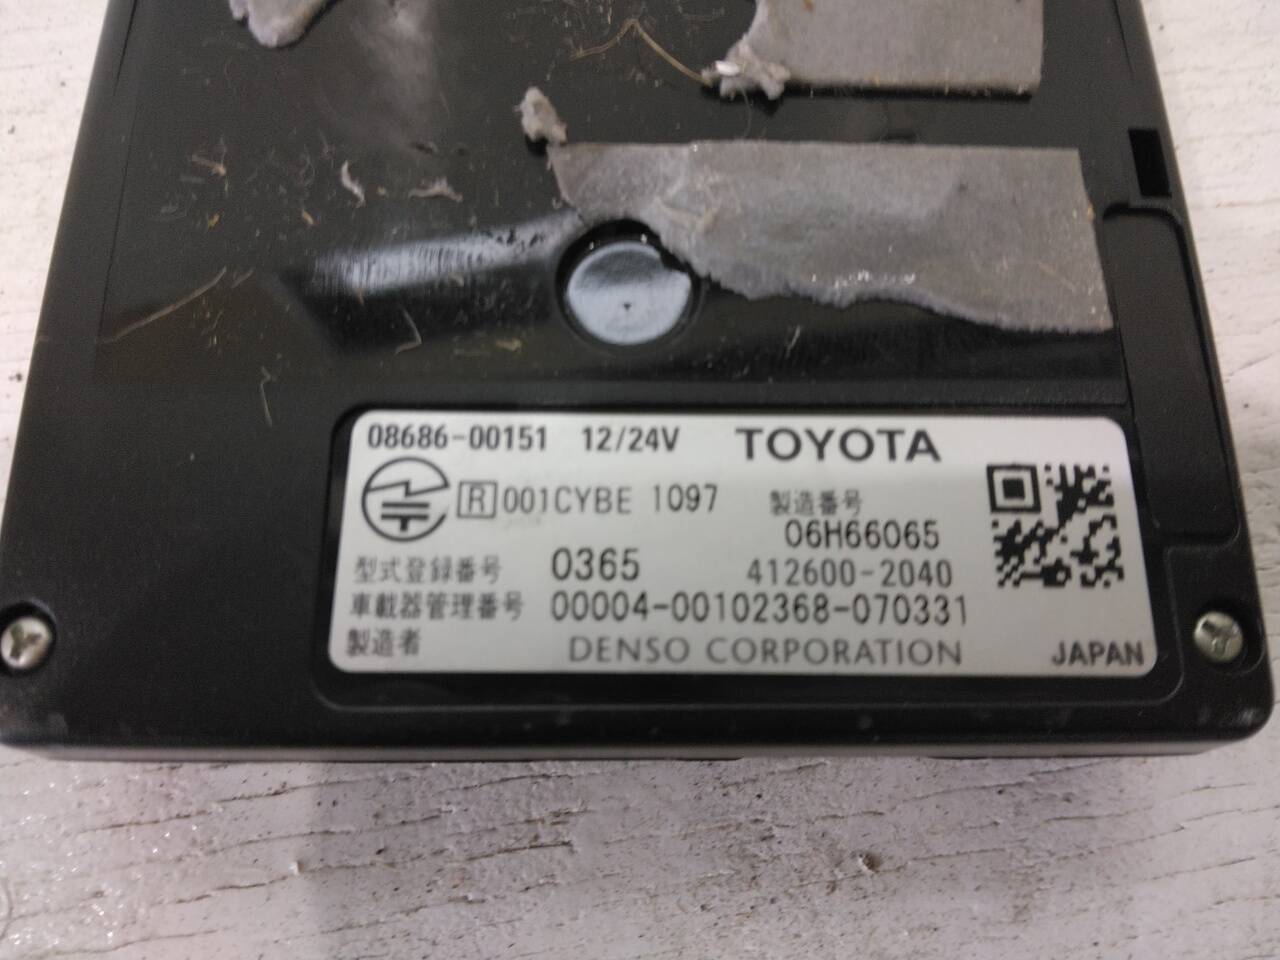 08686-00151 12/24V TOYOTA
R 001CYBE 1097 製造番号
06H66065
型式登録番号 0365 412600-2040
車載器管理番号 00004-00102368-070331
製造者 DENSO CORPORATION JAPAN